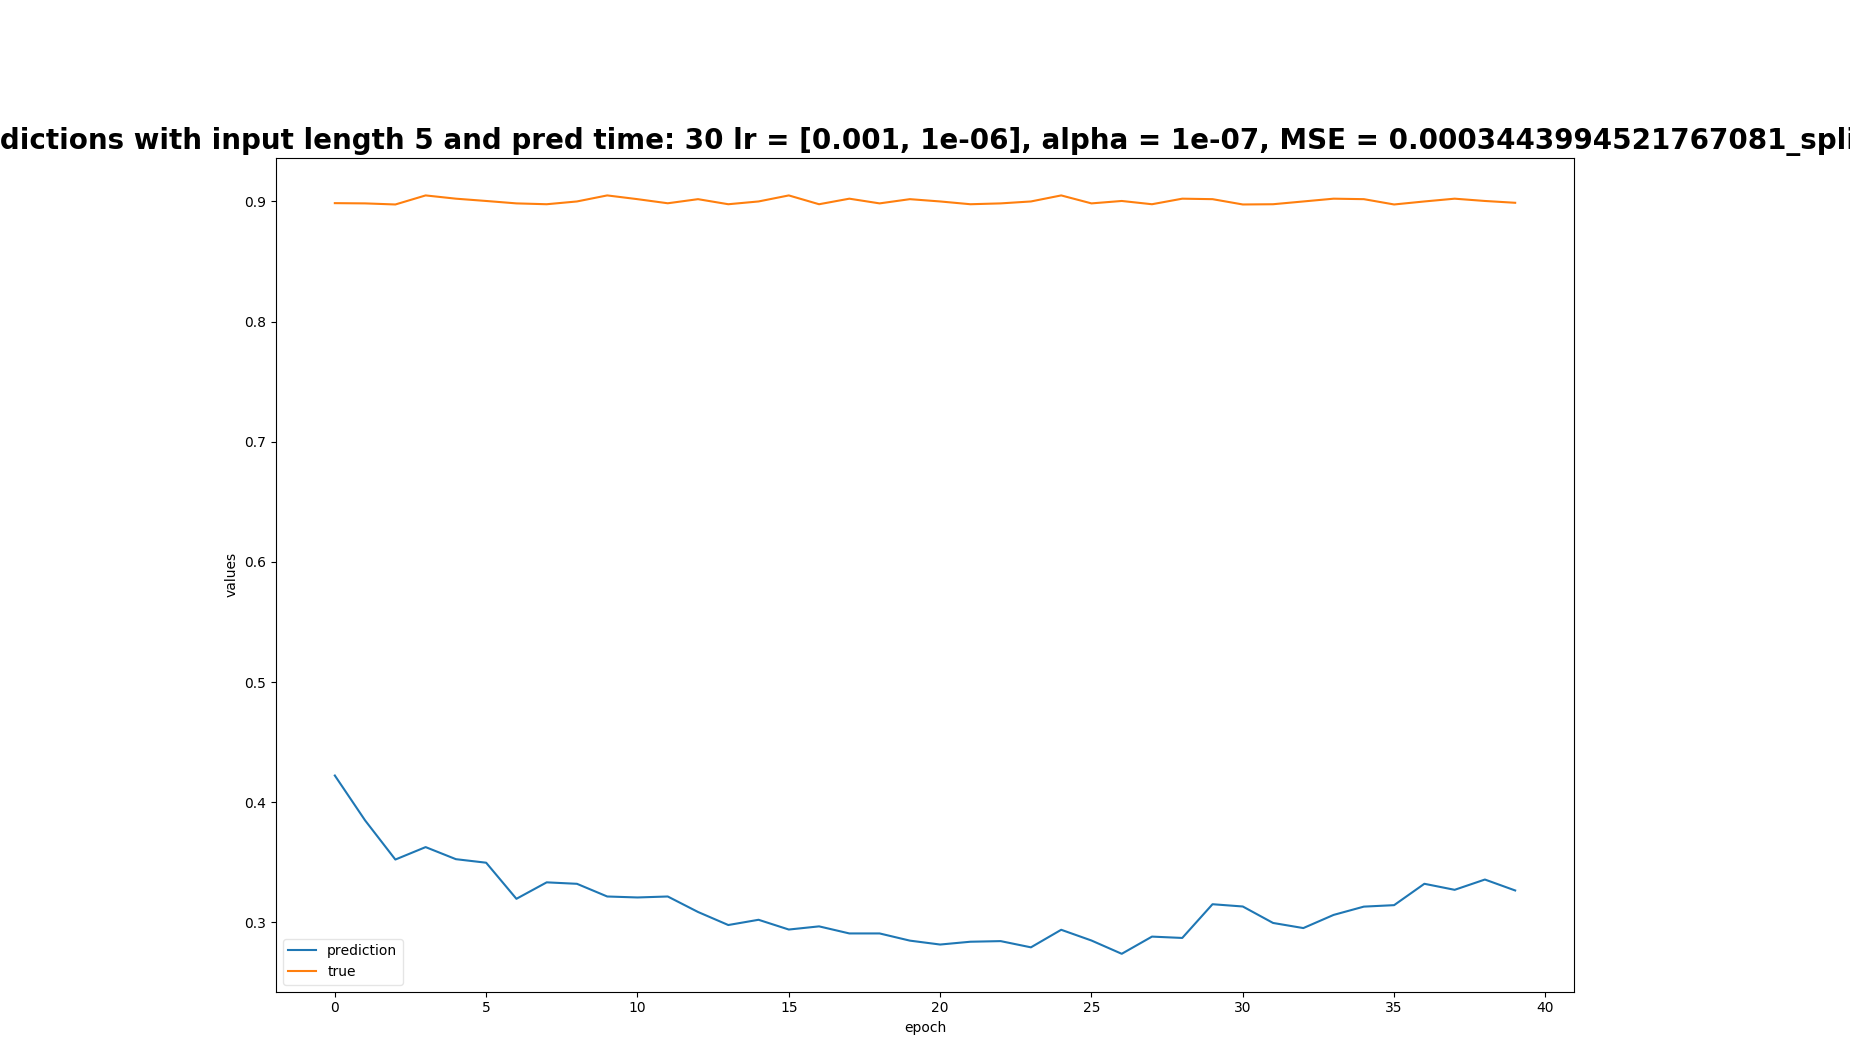 dictions with input length 5 and pred time: 30 lr = [0.001, 1e-06], alpha = 1e-07, MSE = 0.0003443994521767081_spli
0.9
0.8
0.7
0.6
0.5
0.4
0.3
values
prediction
true
0 5 10 15 20 25 30 35 40
epoch